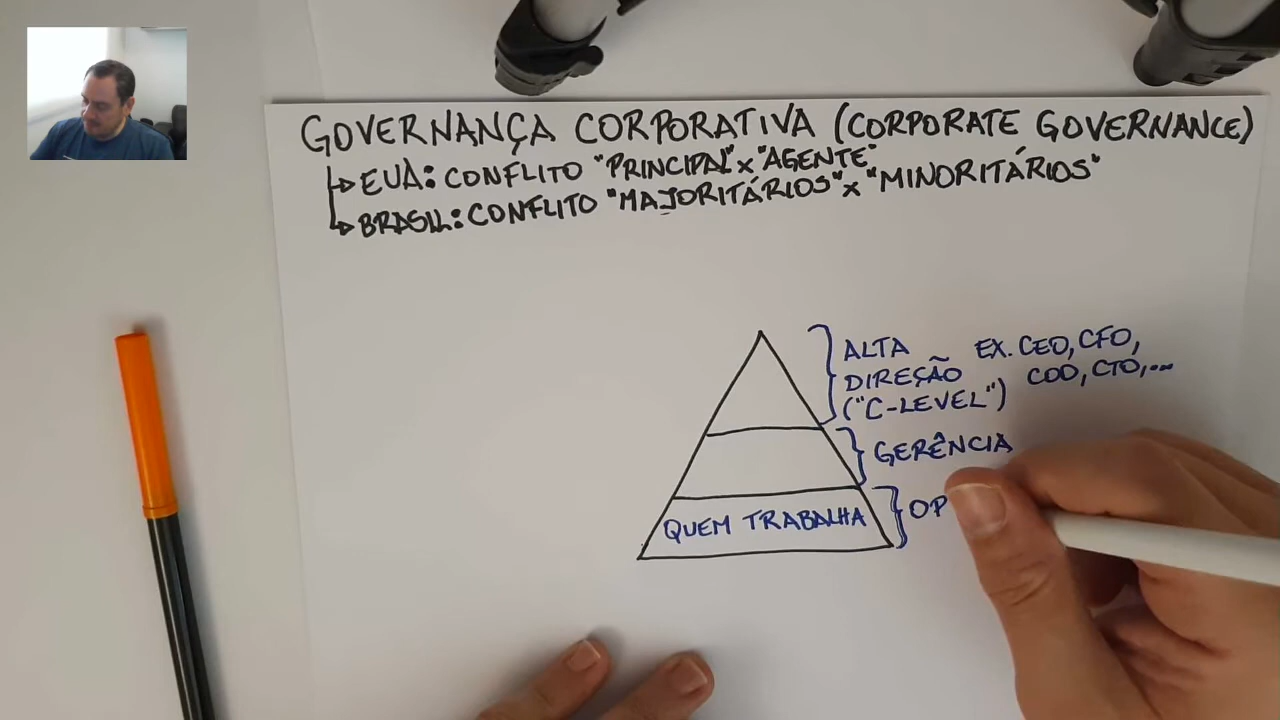 GOVERNANÇA CORPORATIVA (CORPORATE GOVERNANCE)
EUA: CONFLITO "PRINCIPAL" x "AGENTE"
BRASIL: CONFLITO "MAJORITÁRIOS" x "MINORITÁRIOS"
ALTA EX. CEO, CFO,
DIREÇÃO COO, CTO,...
("C-LEVEL")
GERÊNCIA
QUEM TRABALHA OP